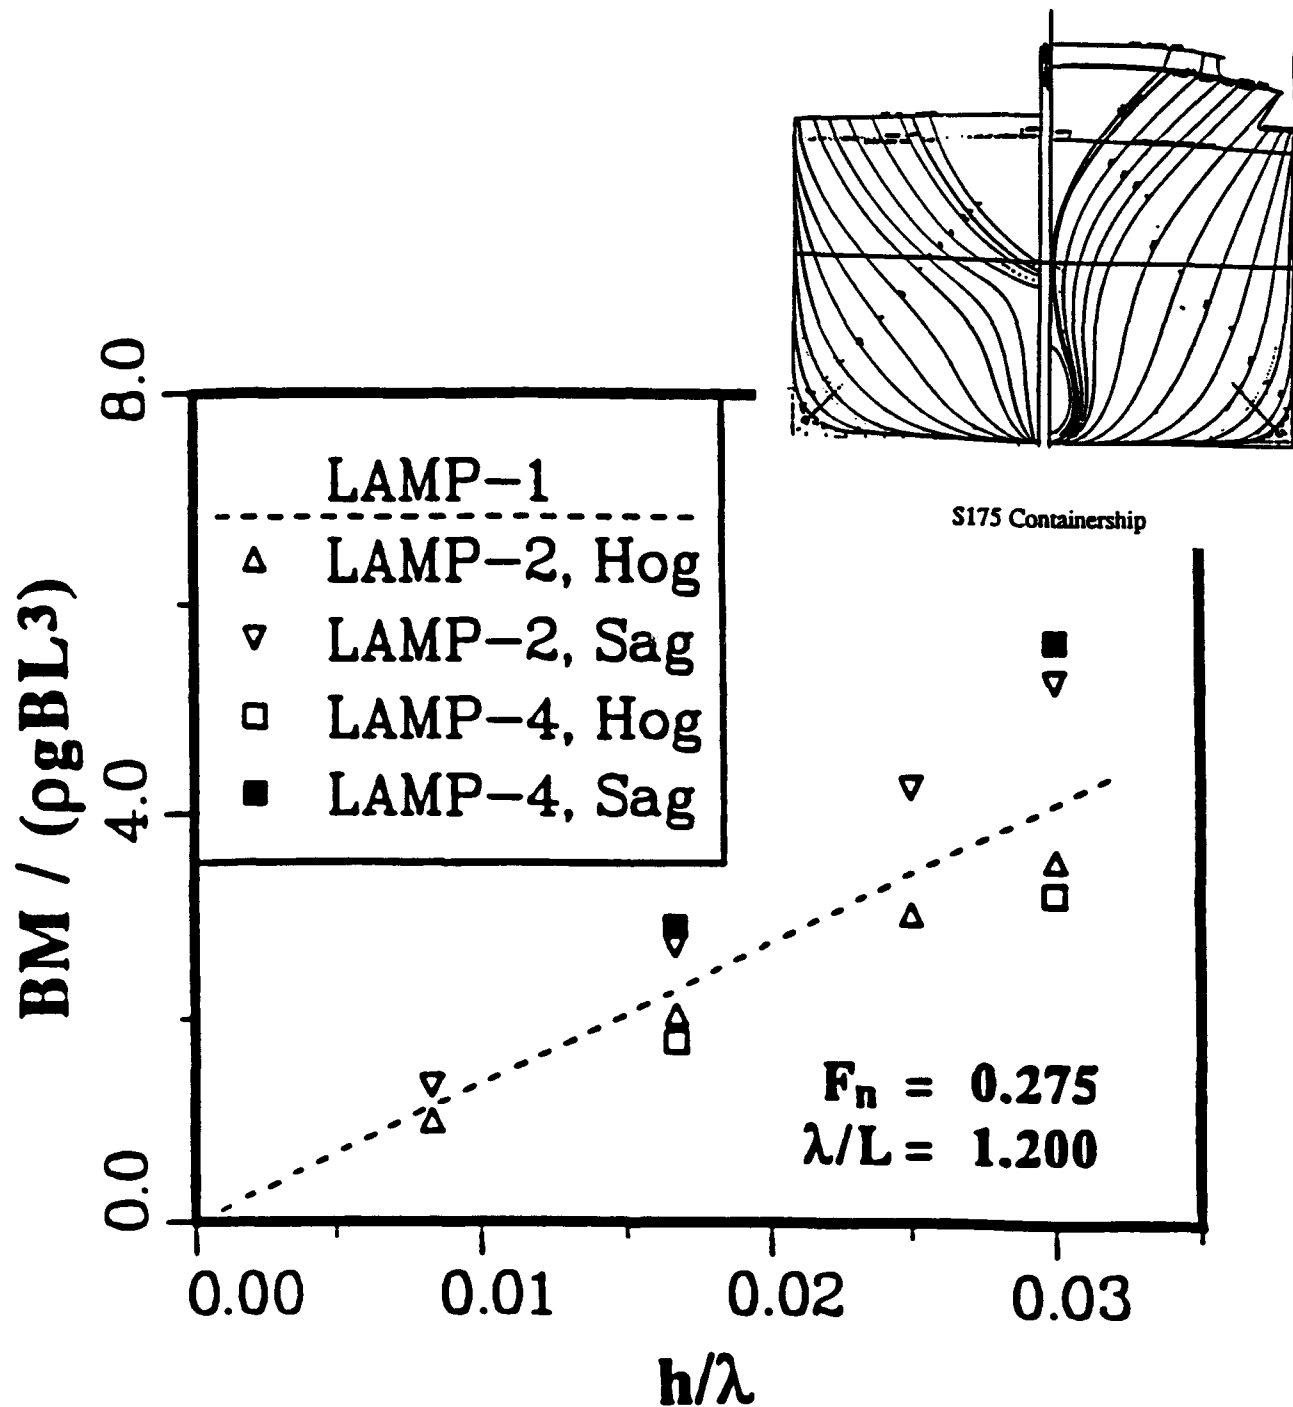 S175 Containership
8.0
4.0
0.0
BM / (ρgBL³)
LAMP-1
LAMP-2, Hog
LAMP-2, Sag
LAMP-4, Hog
LAMP-4, Sag
Fn = 0.275
λ/L = 1.200
0.00 0.01 0.02 0.03
h/λ